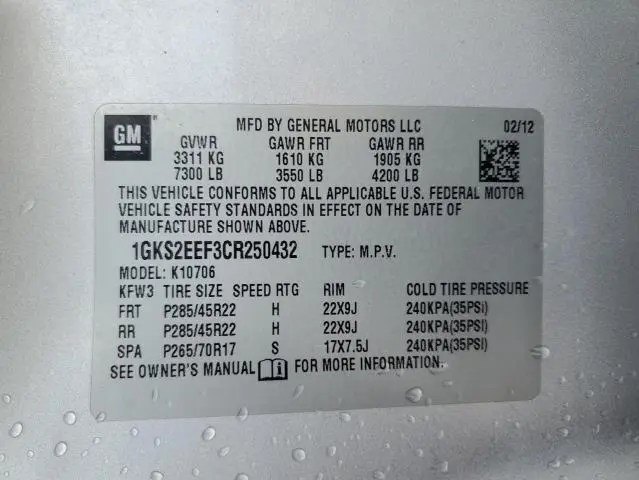 GM
MFD BY GENERAL MOTORS LLC 02/12
GVWR GAWR FRT GAWR RR
3311 KG 1610 KG 1905 KG
7300 LB 3550 LB 4200 LB
THIS VEHICLE CONFORMS TO ALL APPLICABLE U.S. FEDERAL MOTOR
VEHICLE SAFETY STANDARDS IN EFFECT ON THE DATE OF
MANUFACTURE SHOWN ABOVE.
1GKS2EEF3CR250432 TYPE: M.P.V.
MODEL: K10706
KFW3 TIRE SIZE SPEED RTG RIM COLD TIRE PRESSURE
FRT P285/45R22 H 22X9J 240KPA(35PSI)
RR P285/45R22 H 22X9J 240KPA(35PSI)
SPA P265/70R17 S 17X7.5J 240KPA(35PSI)
SEE OWNER'S MANUAL FOR MORE INFORMATION.